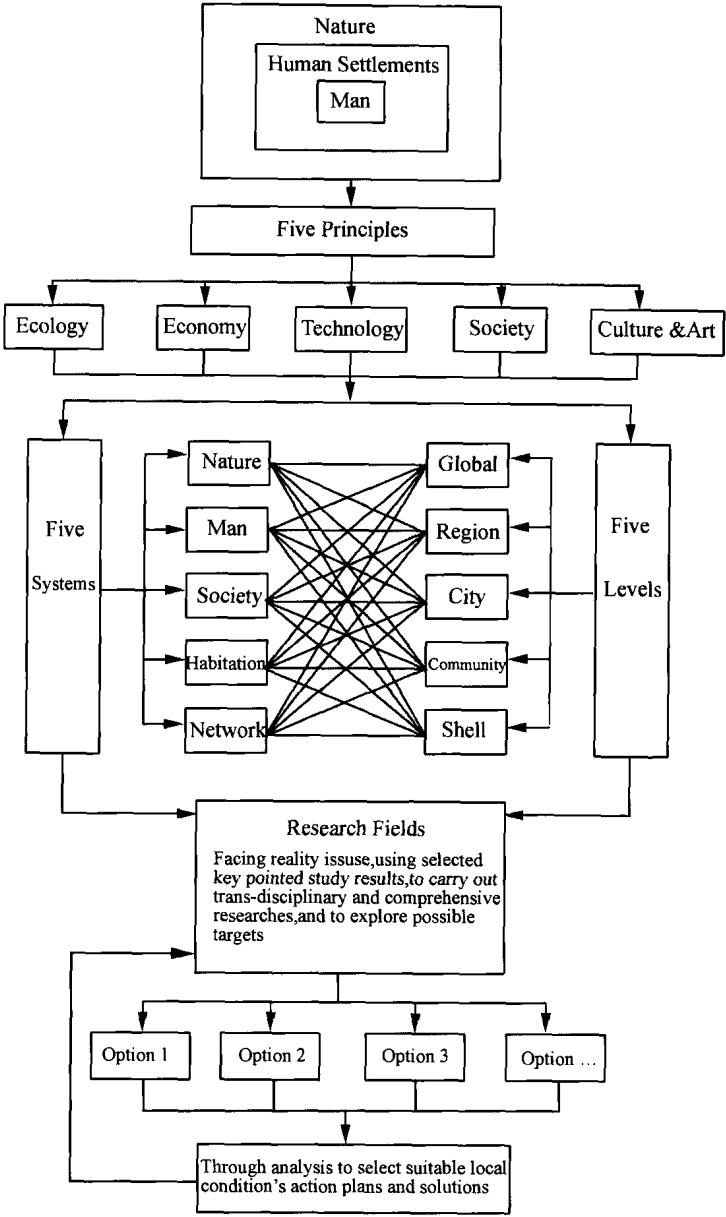 Nature
Human Settlements
Man
Five Principles
Ecology
Economy
Technology
Society
Culture &Art
Five
Systems
Nature
Man
Society
Habitation
Network
Global
Region
City
Community
Shell
Five
Levels
Research Fields
Facing reality issuse,using selected
key pointed study results,to carry out
trans-disciplinary and comprehensive
researches,and to explore possible
targets
Option 1
Option 2
Option 3
Option ...
Through analysis to select suitable local
condition's action plans and solutions